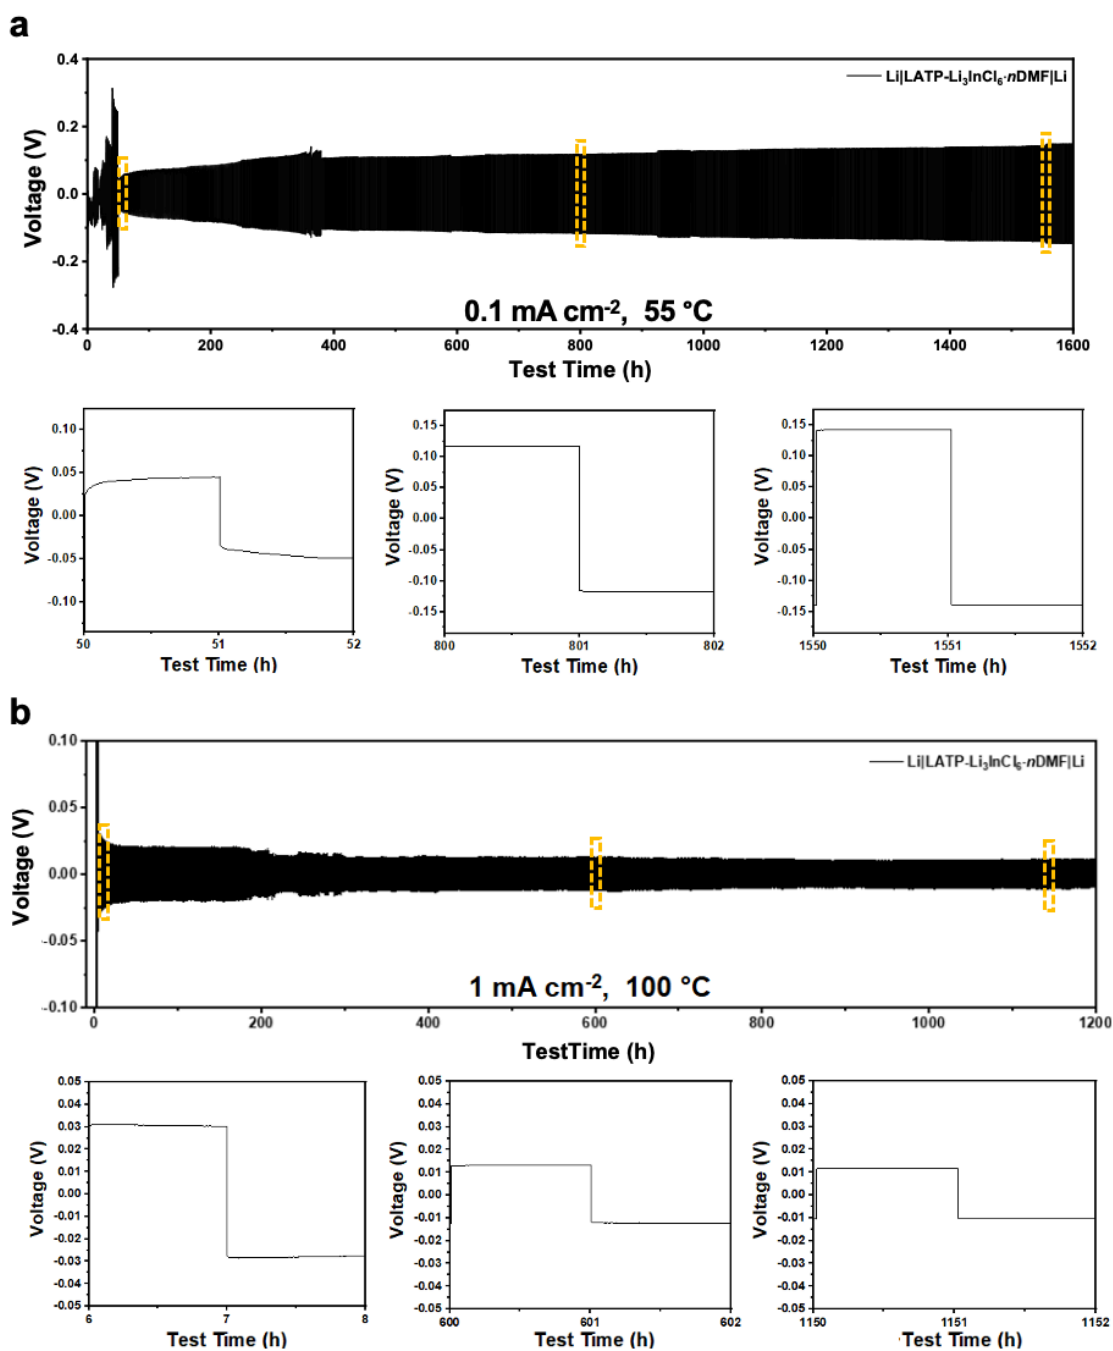 a
Li|LATP-Li₃InCl₆·nDMF|Li
Voltage (V)
0.4
0.2
0.0
-0.2
-0.4
0.1 mA cm⁻², 55 °C
0 200 400 600 800 1000 1200 1400 1600
Test Time (h)
Voltage (V)
0.10
0.05
0.00
-0.05
-0.10
50 51 52
Test Time (h)
Voltage (V)
0.15
0.10
0.05
0.00
-0.05
-0.10
-0.15
800 801 802
Test Time (h)
Voltage (V)
0.15
0.10
0.05
0.00
-0.05
-0.10
-0.15
1550 1551 1552
Test Time (h)
b
Li|LATP-Li₃InCl₆·nDMF|Li
Voltage (V)
0.10
0.05
0.00
-0.05
-0.10
1 mA cm⁻², 100 °C
0 200 400 600 800 1000 1200
TestTime (h)
Voltage (V)
0.05
0.04
0.03
0.02
0.01
0.00
-0.01
-0.02
-0.03
-0.04
-0.05
6 7 8
Test Time (h)
Voltage (V)
0.05
0.04
0.03
0.02
0.01
0.00
-0.01
-0.02
-0.03
-0.04
-0.05
600 601 602
Test Time (h)
Voltage (V)
0.05
0.04
0.03
0.02
0.01
0.00
-0.01
-0.02
-0.03
-0.04
-0.05
1150 1151 1152
Test Time (h)